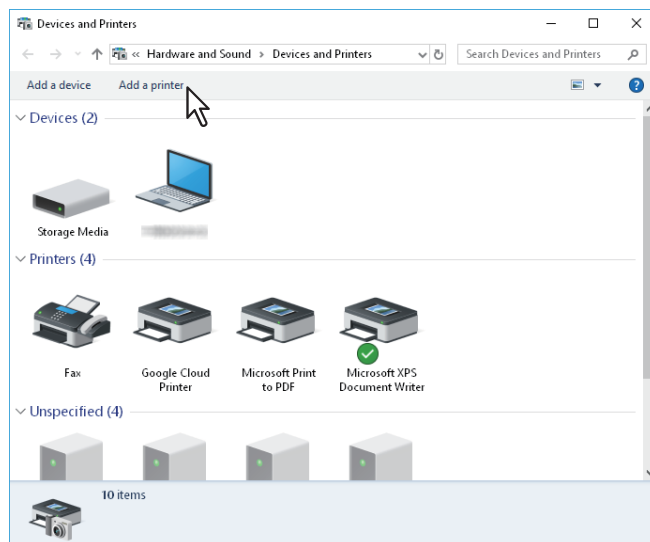 Devices and Printers
« Hardware and Sound > Devices and Printers
Search Devices and Printers
Add a device Add a printer
?
Devices (2)
Storage Media
Printers (4)
Fax
Google Cloud
Printer
Microsoft Print
to PDF
Microsoft XPS
Document Writer
Unspecified (4)
10 items